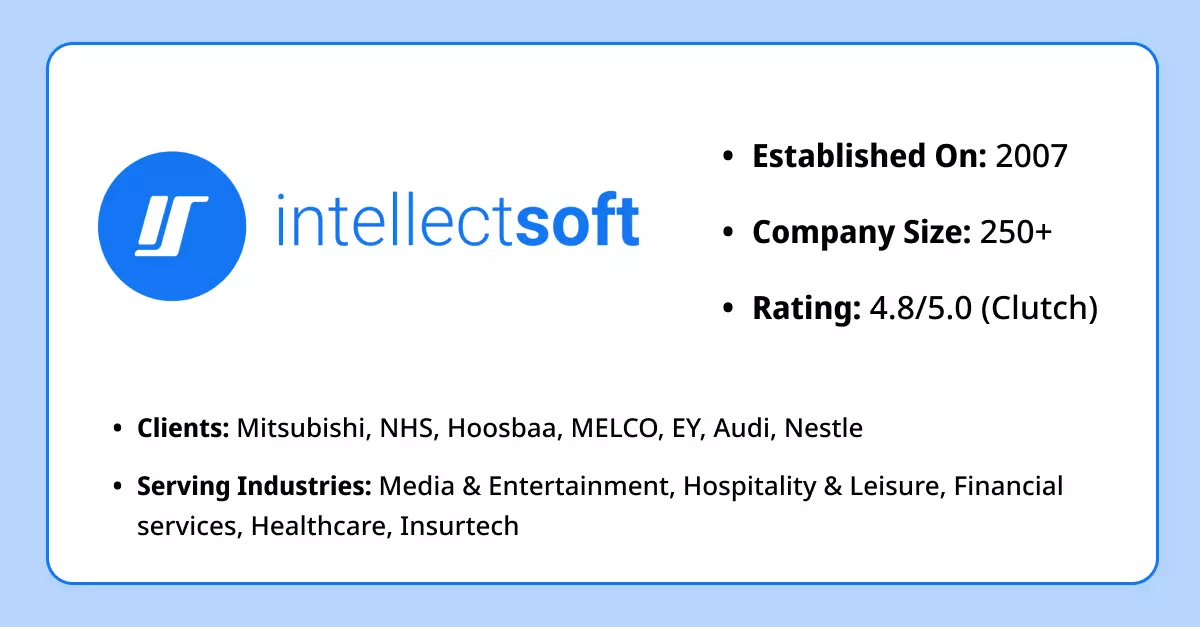 intellectsoft
• Established On: 2007
• Company Size: 250+
• Rating: 4.8/5.0 (Clutch)
• Clients: Mitsubishi, NHS, Hoosbaa, MELCO, EY, Audi, Nestle
• Serving Industries: Media & Entertainment, Hospitality & Leisure, Financial
services, Healthcare, Insurtech